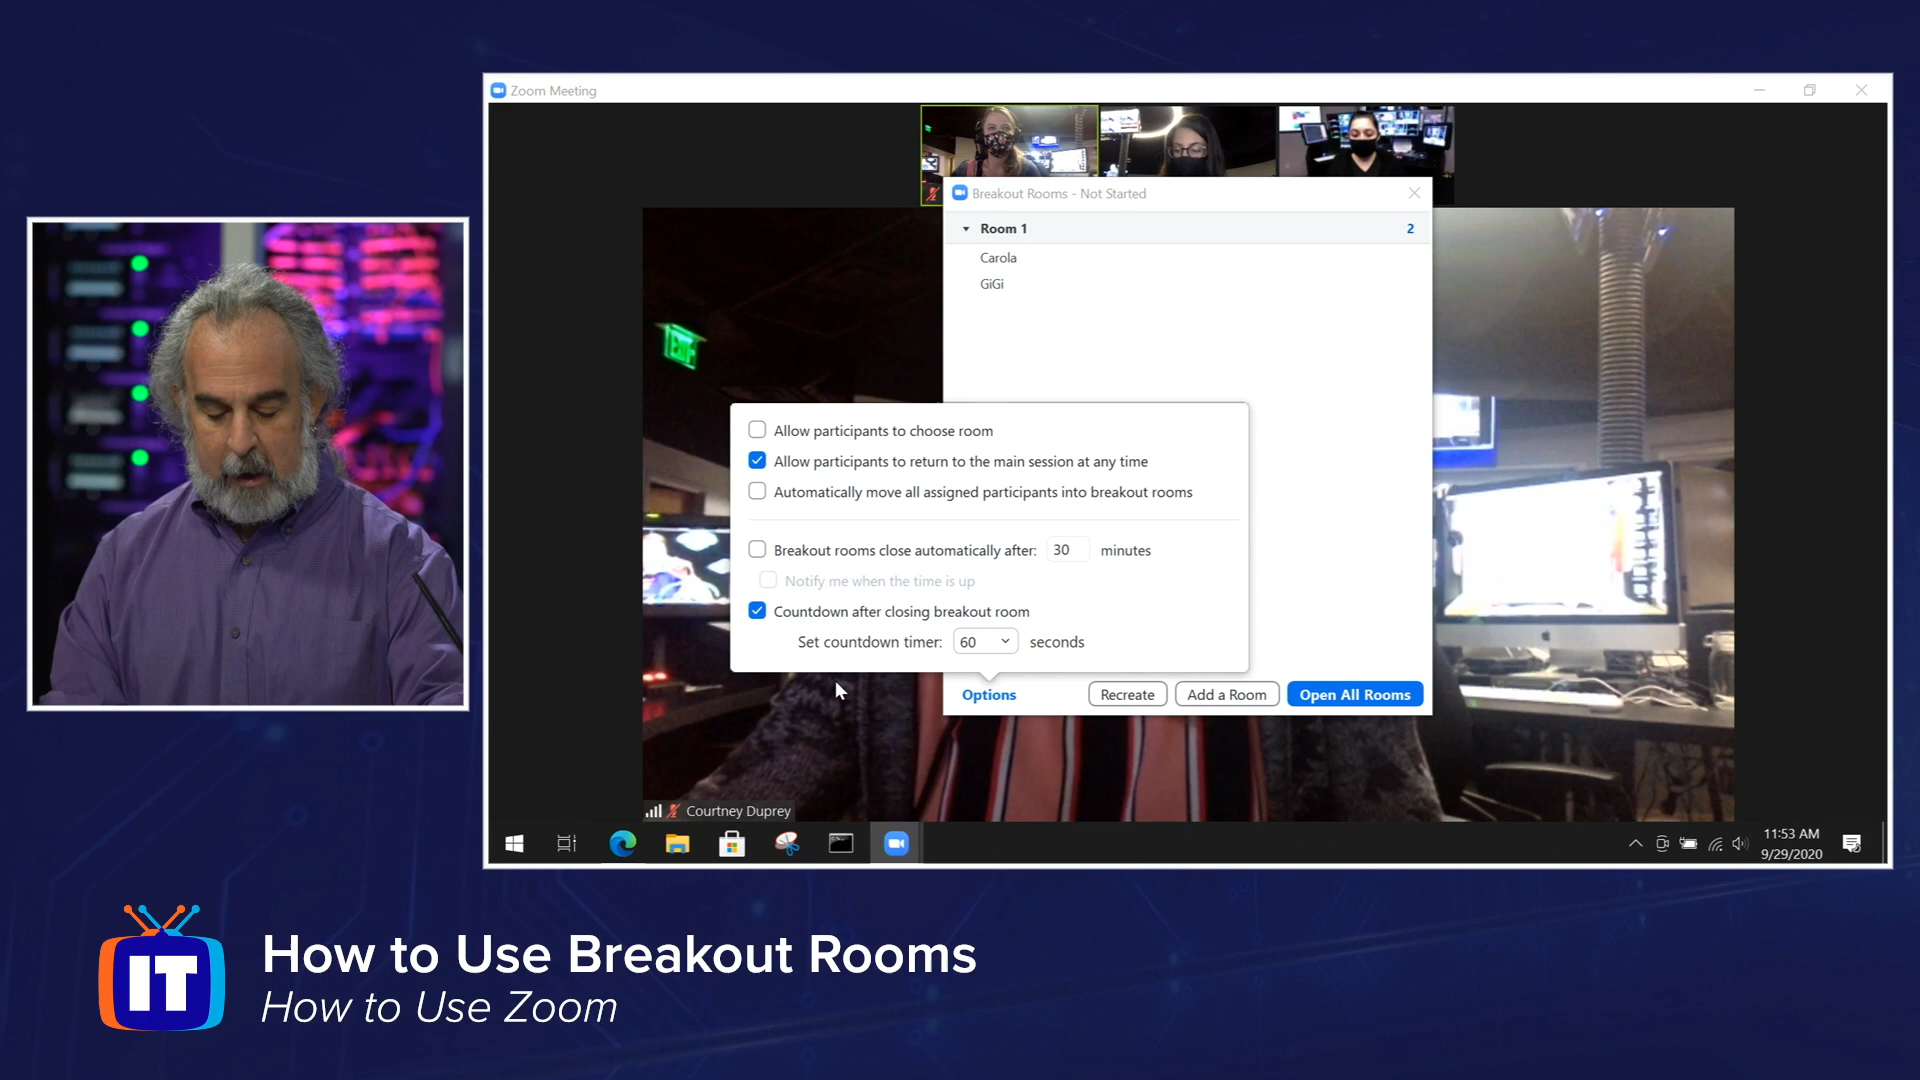 Zoom Meeting
Breakout Rooms - Not Started
Room 1
2
Carola
GiGi
EXIT
Allow participants to choose room
Allow participants to return to the main session at any time
Automatically move all assigned participants into breakout rooms
Breakout rooms close automatically after: 30 minutes
Notify me when the time is up
Countdown after closing breakout room
Set countdown timer: 60 seconds
Options
Recreate
Add a Room
Open All Rooms
Courtney Duprey
11:53 AM
9/29/2020
IT
How to Use Breakout Rooms
How to Use Zoom